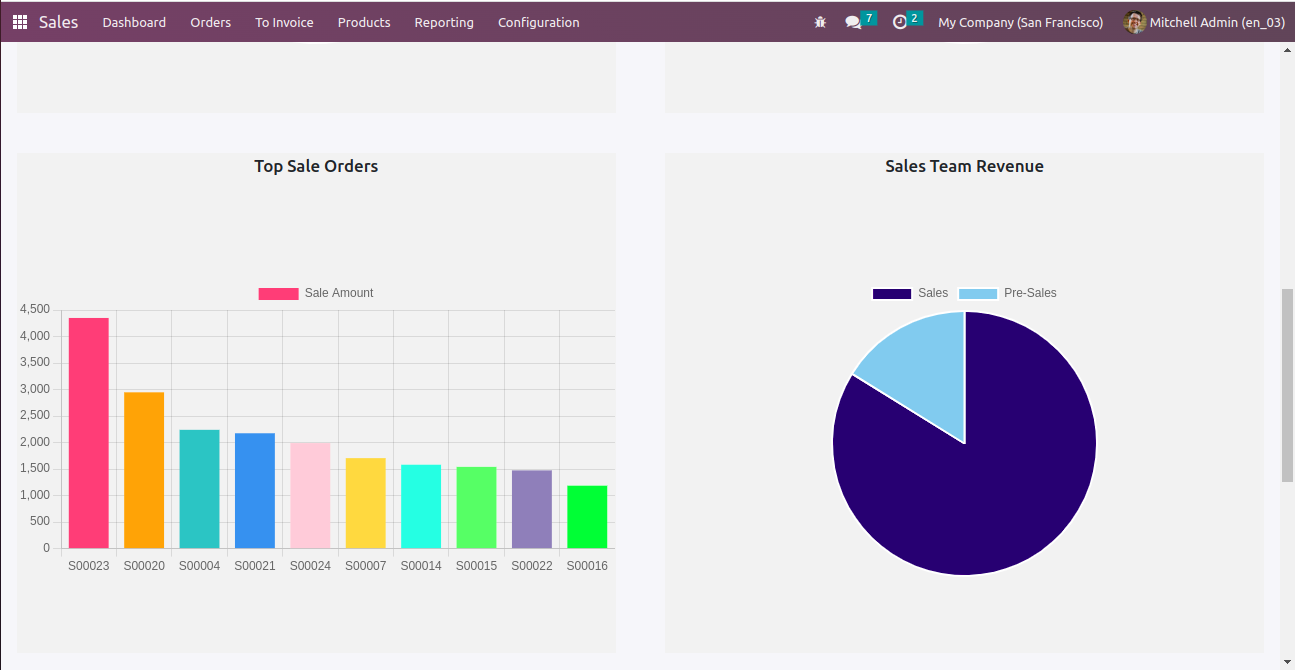 Sales Dashboard Orders To Invoice Products Reporting Configuration 7 2 My Company (San Francisco) Mitchell Admin (en_03)
Top Sale Orders
Sale Amount
4,500
4,000
3,500
3,000
2,500
2,000
1,500
1,000
500
0
S00023 S00020 S00004 S00021 S00024 S00007 S00014 S00015 S00022 S00016
Sales Team Revenue
Sales Pre-Sales